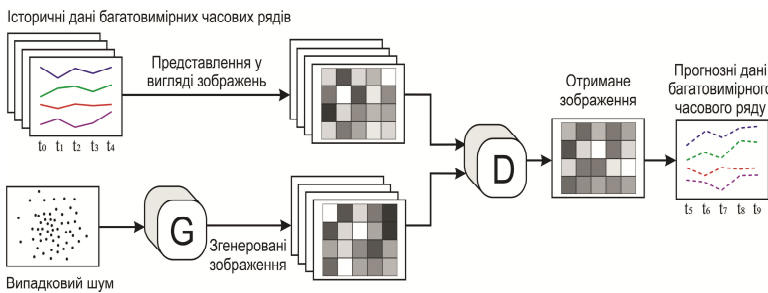 Історичні дані багатовимірних часових рядів
Представлення у
вигляді зображень
t₀ t₁ t₂ t₃ t₄
Отримане
зображення
Прогнозні дані
багатовимірного
часового ряду
D
t₅ t₆ t₇ t₈ t₉
G
Згенеровані
зображення
Випадковий шум